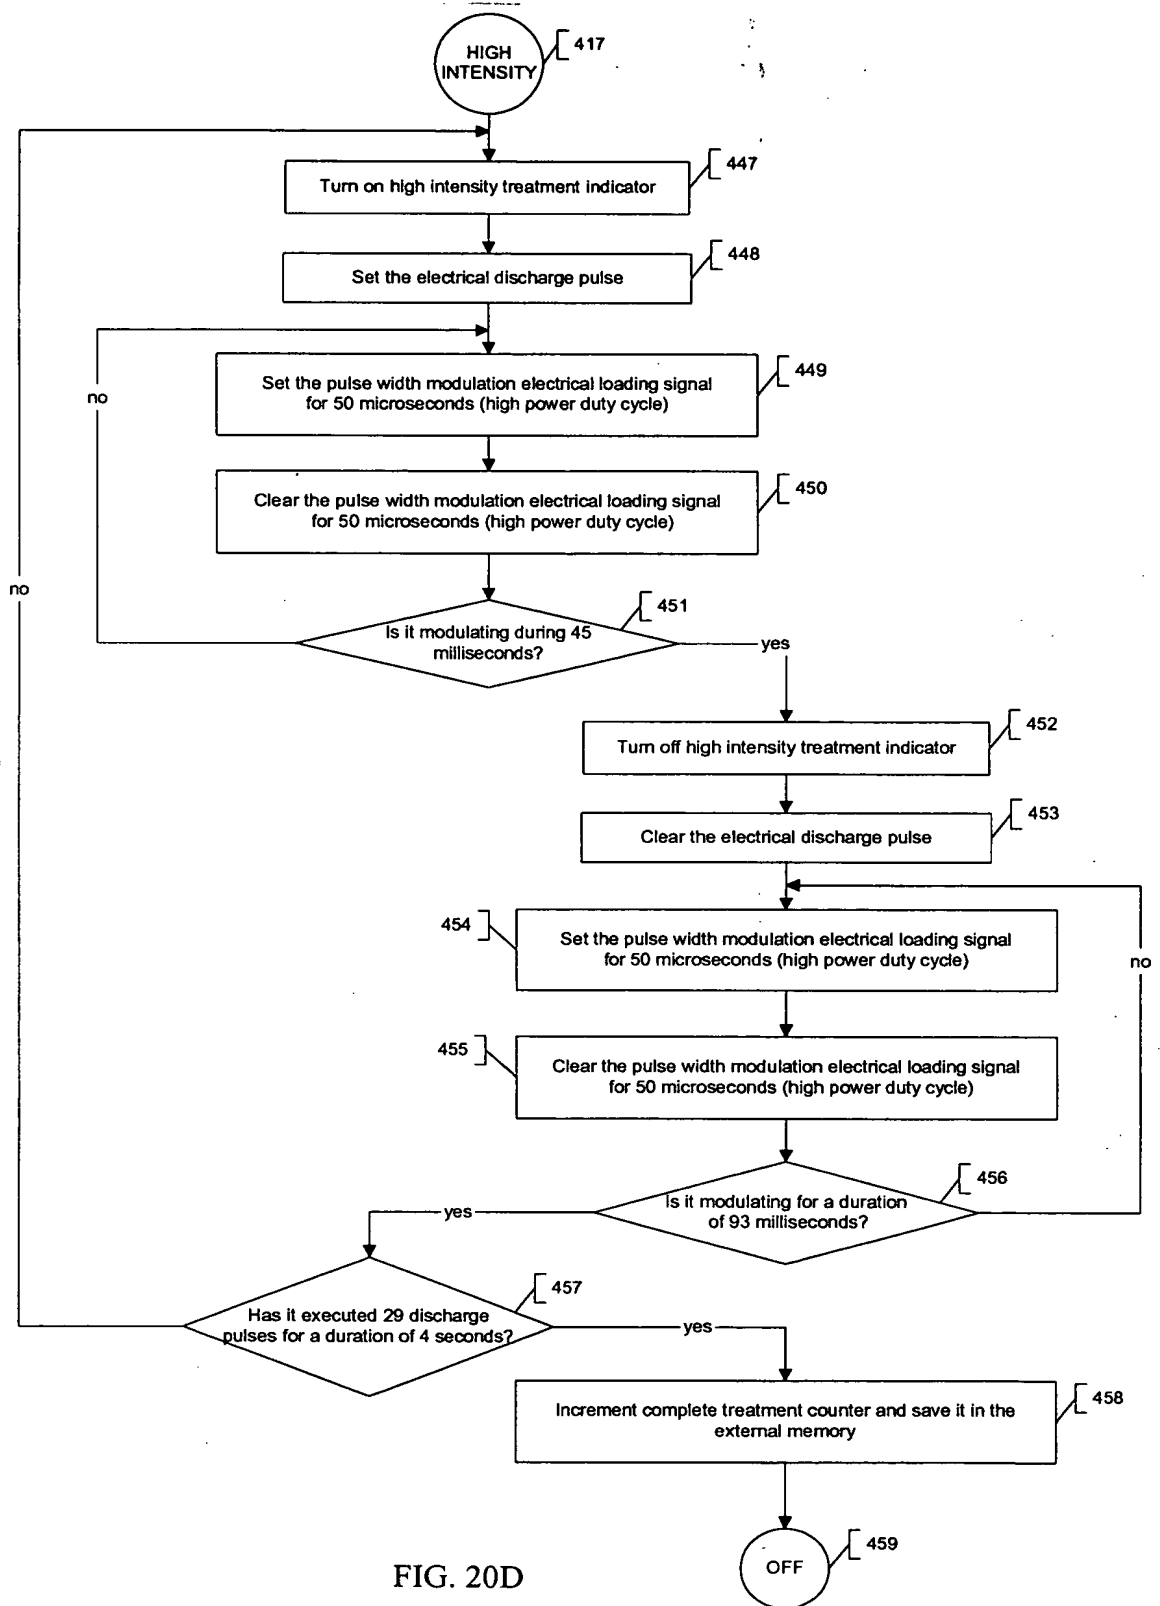 HIGH
INTENSITY
417
447
Turn on high intensity treatment indicator
448
Set the electrical discharge pulse
449
Set the pulse width modulation electrical loading signal
for 50 microseconds (high power duty cycle)
no
450
Clear the pulse width modulation electrical loading signal
for 50 microseconds (high power duty cycle)
no
451
Is it modulating during 45
milliseconds?
yes
452
Turn off high intensity treatment indicator
453
Clear the electrical discharge pulse
454
Set the pulse width modulation electrical loading signal
for 50 microseconds (high power duty cycle)
no
455
Clear the pulse width modulation electrical loading signal
for 50 microseconds (high power duty cycle)
456
Is it modulating for a duration
of 93 milliseconds?
yes
457
Has it executed 29 discharge
pulses for a duration of 4 seconds?
yes
458
Increment complete treatment counter and save it in the
external memory
459
OFF
FIG. 20D